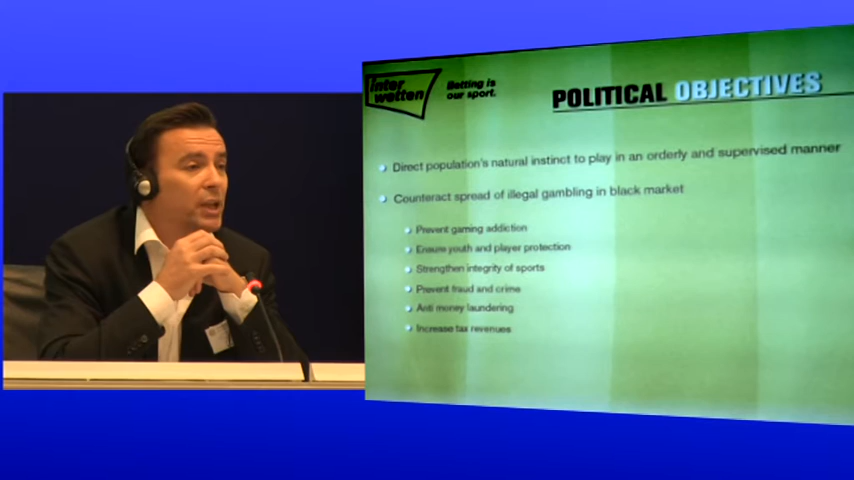 inter
wetten
Betting is
our sport.
POLITICAL OBJECTIVES
Direct population's natural instinct to play in an orderly and supervised manner
Counteract spread of illegal gambling in black market
Prevent gaming addiction
Ensure youth and player protection
Strengthen integrity of sports
Prevent fraud and crime
Anti money laundering
Increase tax revenues